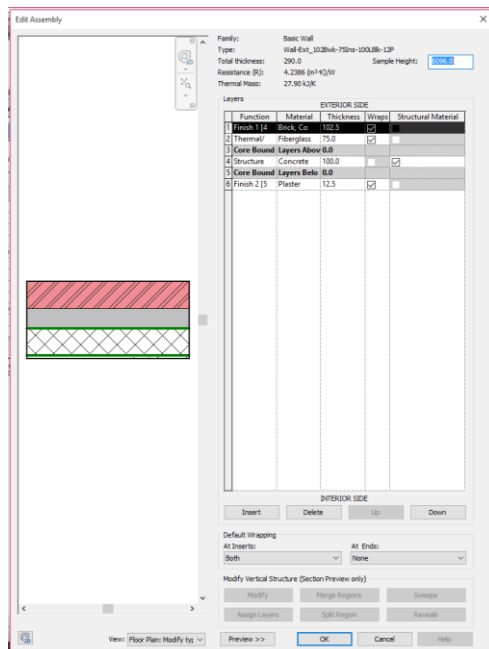 Edit Assembly
Family: Basic Wall
Type: Wall-Ext_102Bwk-75Ins-100LBlk-12P
Total thickness: 290.0 Sample Height: 6096.0
Resistance (R): 4.2386 (m²·K)/W
Thermal Mass: 27.90 kJ/K
Layers
EXTERIOR SIDE
Function Material Thickness Wraps Structural Material
1 Finish 1 [4 Brick, Co 102.5
2 Thermal/ Fiberglass 75.0
3 Core Bound Layers Abov 0.0
4 Structure Concrete 100.0
5 Core Bound Layers Belo 0.0
6 Finish 2 [5 Plaster 12.5
INTERIOR SIDE
Insert Delete Up Down
Default Wrapping
At Inserts: At Ends:
Both None
Modify Vertical Structure (Section Preview only)
Modify Merge Regions Sweeps
Assign Layers Split Region Reveals
View: Floor Plan: Modify typ Preview >> OK Cancel Help